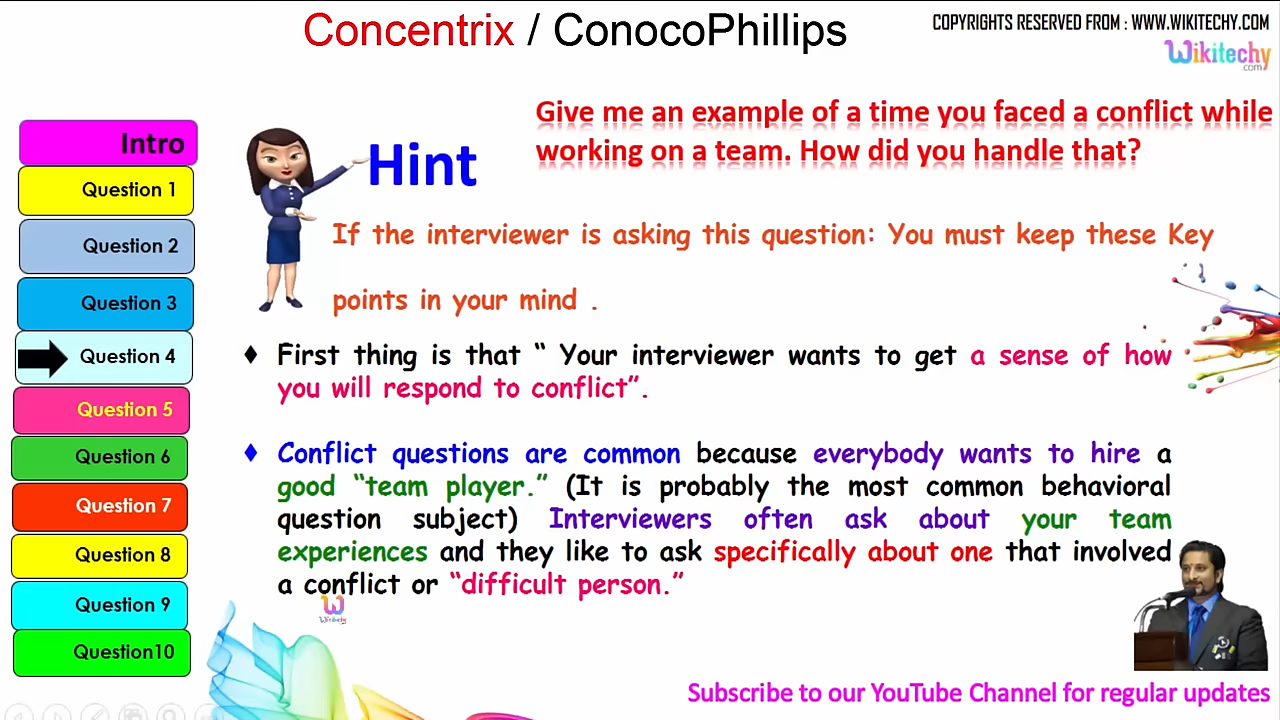 Concentrix / ConocoPhillips
COPYRIGHTS RESERVED FROM : WWW.WIKITECHY.COM
Wikitechy
.com
Give me an example of a time you faced a conflict while
working on a team. How did you handle that?
Intro
Question 1
Question 2
Question 3
Question 4
Question 5
Question 6
Question 7
Question 8
Question 9
Question10
Hint
If the interviewer is asking this question: You must keep these Key
points in your mind .
♦ First thing is that “ Your interviewer wants to get a sense of how
you will respond to conflict”.
♦ Conflict questions are common because everybody wants to hire a
good “team player.” (It is probably the most common behavioral
question subject) Interviewers often ask about your team
experiences and they like to ask specifically about one that involved
a conflict or “difficult person.”
W
Wikitechy
Subscribe to our YouTube Channel for regular updates